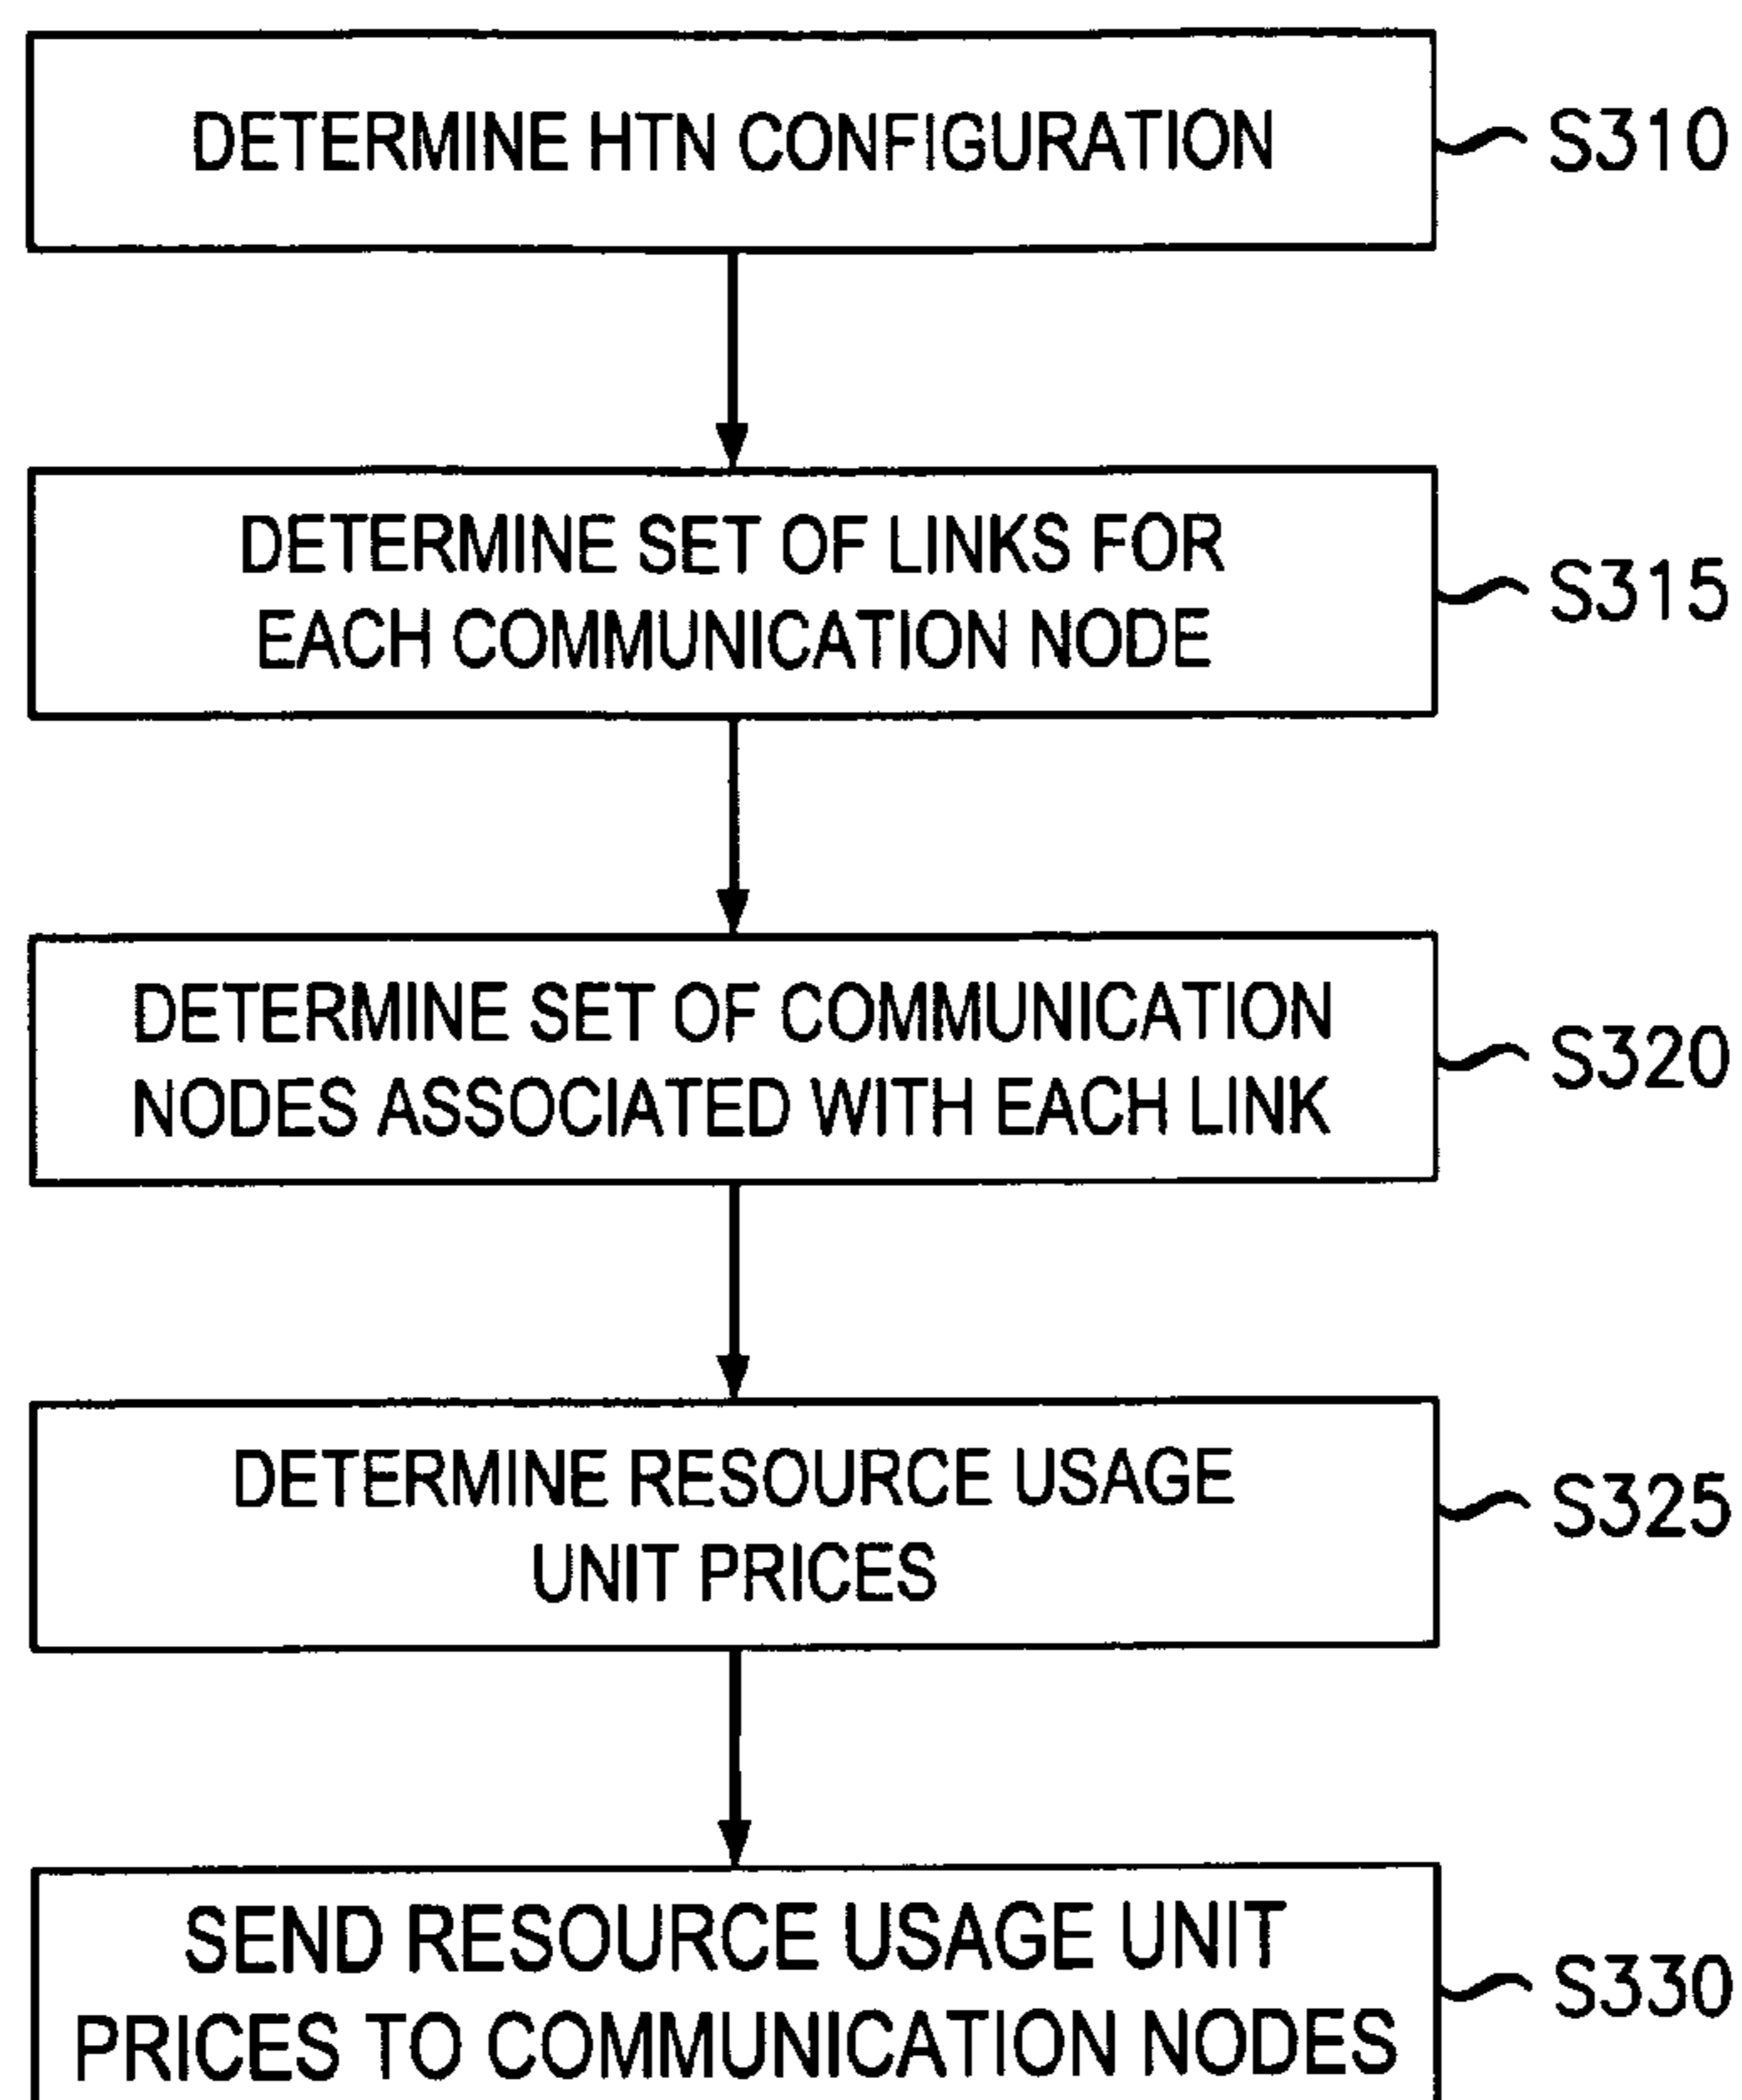 DETERMINE HTN CONFIGURATION
S310
DETERMINE SET OF LINKS FOR
EACH COMMUNICATION NODE
S315
DETERMINE SET OF COMMUNICATION
NODES ASSOCIATED WITH EACH LINK
S320
DETERMINE RESOURCE USAGE
UNIT PRICES
S325
SEND RESOURCE USAGE UNIT
PRICES TO COMMUNICATION NODES
S330